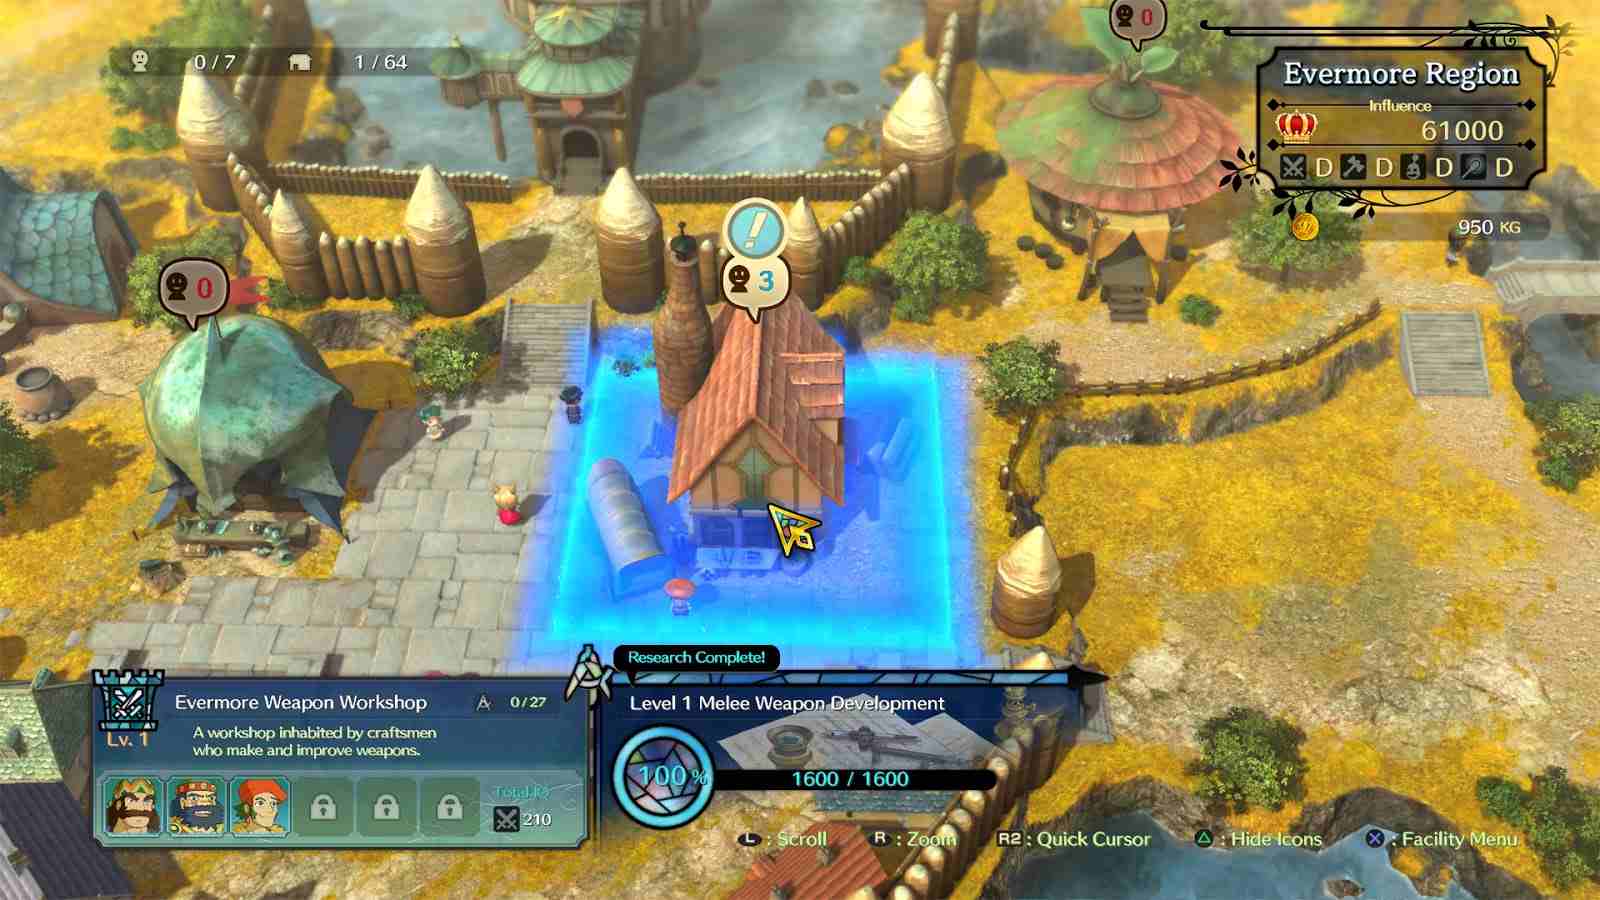 0
0 / 7
1 / 64
Evermore Region
Influence
61000
D D D D
950 KG
0
3
Research Complete!
Evermore Weapon Workshop
0/27
Lv. 1
A workshop inhabited by craftsmen
who make and improve weapons.
210
Level 1 Melee Weapon Development
100 %
1600 / 1600
L : Scroll
R : Zoom
R2 : Quick Cursor
: Hide Icons
: Facility Menu